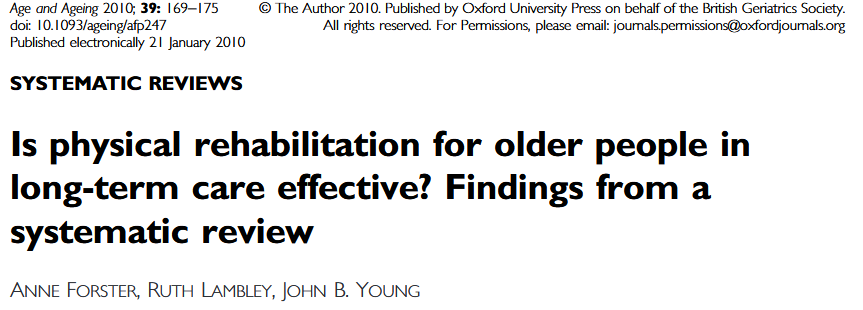 Age and Ageing 2010; 39: 169–175
© The Author 2010. Published by Oxford University Press on behalf of the British Geriatrics Society.
doi: 10.1093/ageing/afp247
All rights reserved. For Permissions, please email: journals.permissions@oxfordjournals.org
Published electronically 21 January 2010
SYSTEMATIC REVIEWS
Is physical rehabilitation for older people in
long-term care effective? Findings from a
systematic review
ANNE FORSTER, RUTH LAMBLEY, JOHN B. YOUNG